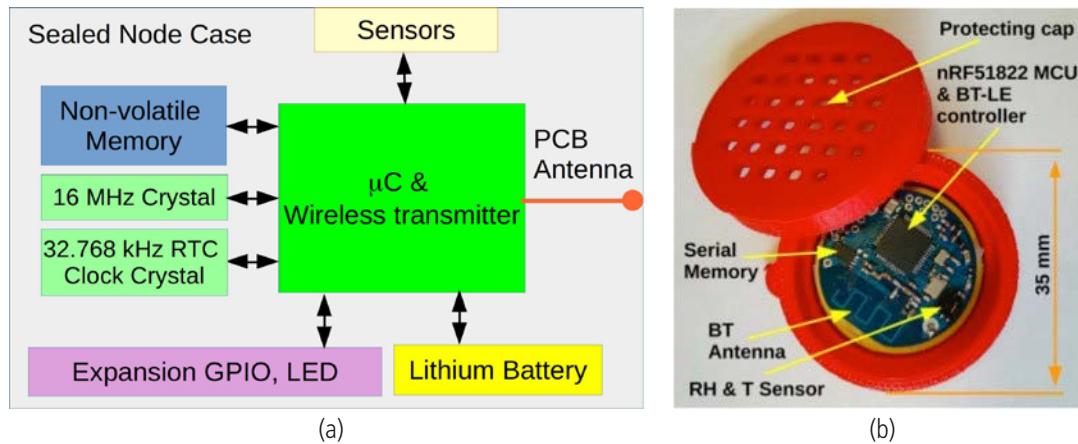 Sealed Node Case
Sensors
Non-volatile
Memory
16 MHz Crystal
32.768 kHz RTC
Clock Crystal
μC &
Wireless transmitter
PCB
Antenna
Expansion GPIO, LED
Lithium Battery
(a)
Protecting cap
nRF51822 MCU
& BT-LE
controller
Serial
Memory
35 mm
BT
Antenna
RH & T Sensor
(b)